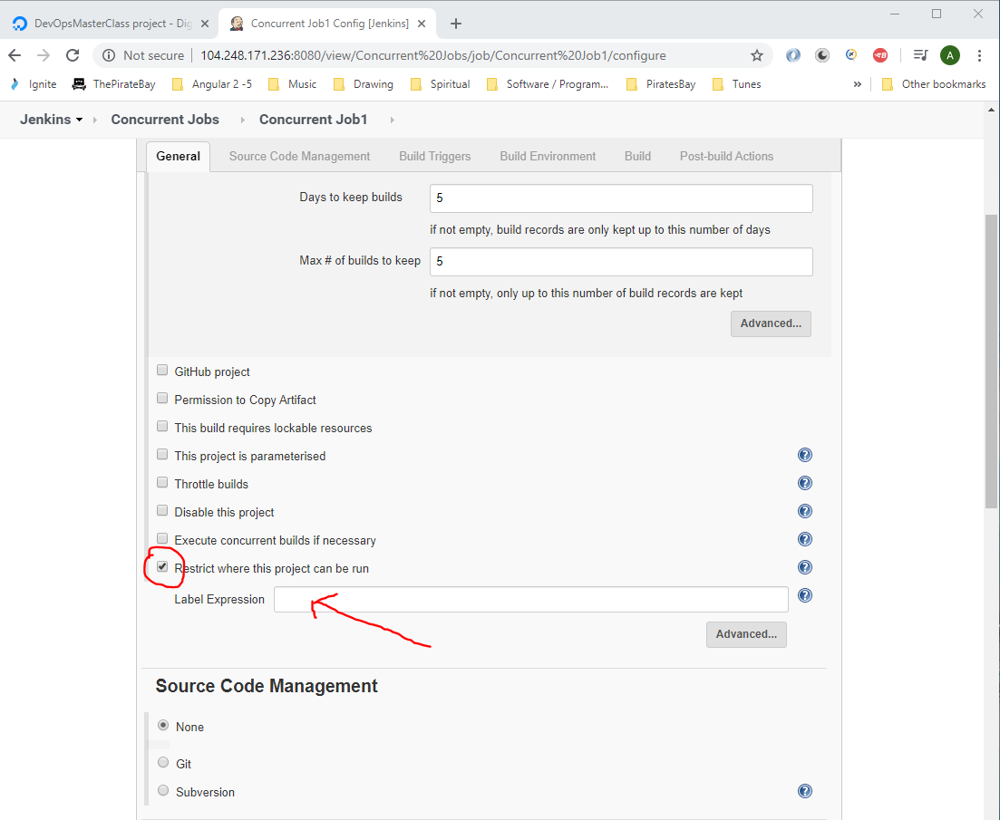 DevOpsMasterClass project - Dig
Concurrent Job1 Config [Jenkins]
Not secure 104.248.171.236:8080/view/Concurrent%20Jobs/job/Concurrent%20Job1/configure A
Ignite ThePirateBay Angular 2 -5 Music Drawing Spiritual Software / Program... PiratesBay Tunes » Other bookmarks
Jenkins Concurrent Jobs Concurrent Job1
General Source Code Management Build Triggers Build Environment Build Post-build Actions
Days to keep builds 5
if not empty, build records are only kept up to this number of days
Max # of builds to keep 5
if not empty, only up to this number of build records are kept
Advanced...
GitHub project
Permission to Copy Artifact
This build requires lockable resources
This project is parameterised
Throttle builds
Disable this project
Execute concurrent builds if necessary
Restrict where this project can be run
Label Expression
Advanced...
Source Code Management
None
Git
Subversion